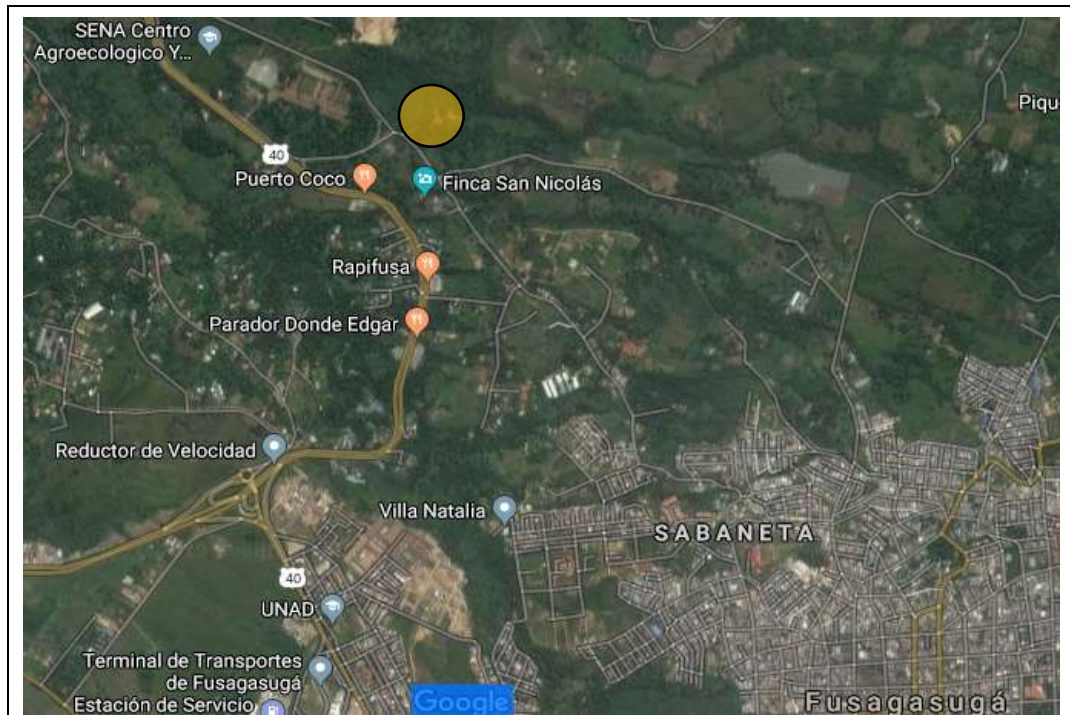 SENA Centro
Agroecologico Y...
Piqu
40
Puerto Coco
Finca San Nicolás
Rapifusa
Parador Donde Edgar
Reductor de Velocidad
Villa Natalia
SABANETA
40
UNAD
Terminal de Transportes
de Fusagasugá
Estación de Servicio
Google
Fusagasugá